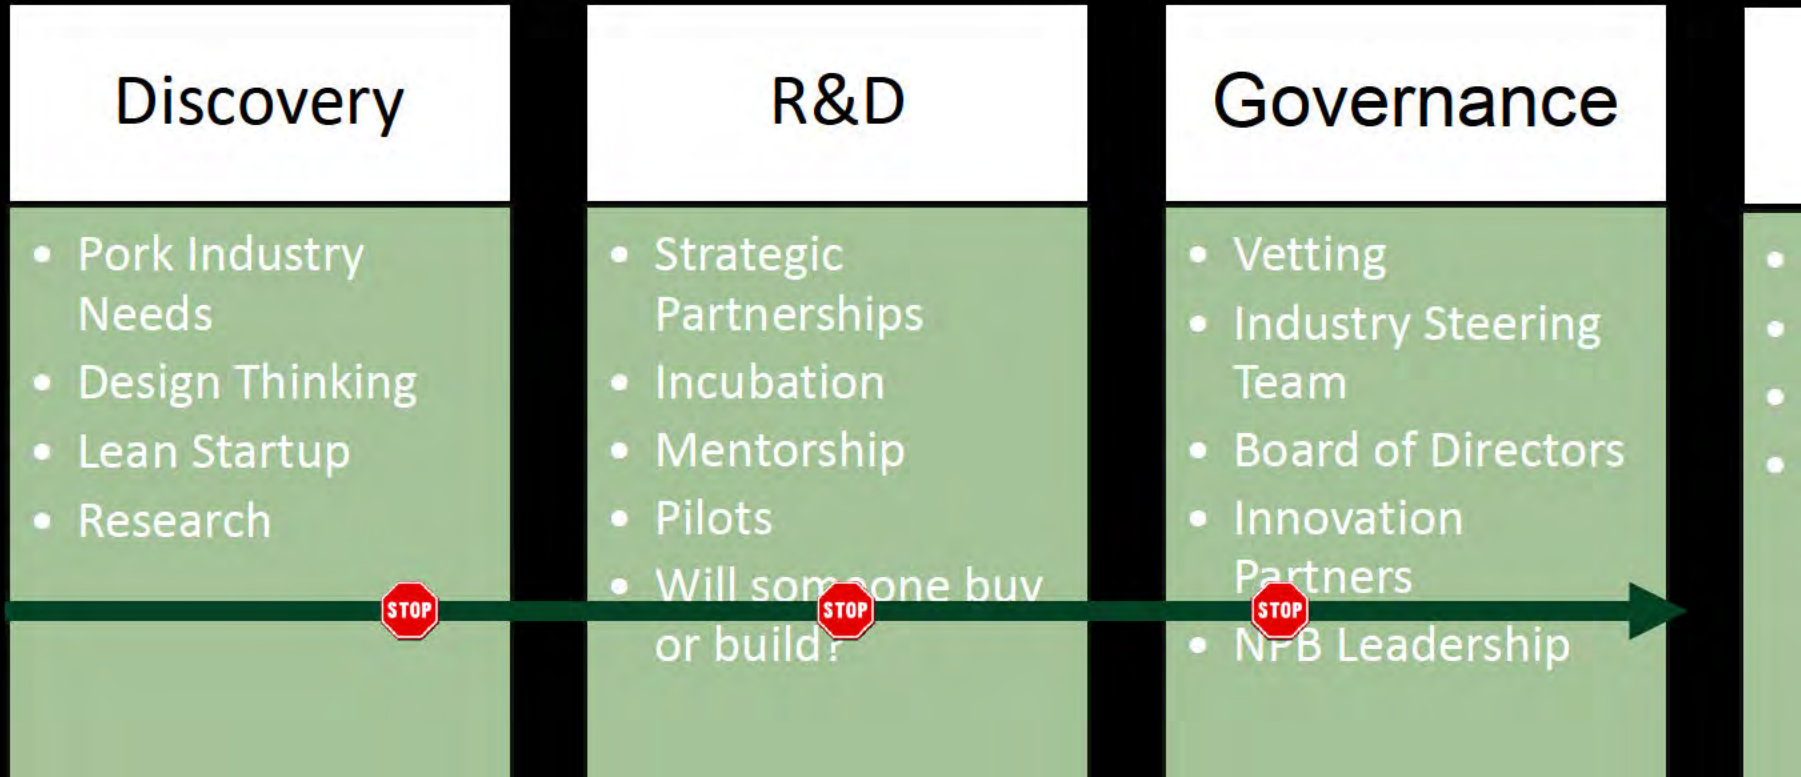 Discovery
• Pork Industry
Needs
• Design Thinking
• Lean Startup
• Research
R&D
• Strategic
Partnerships
• Incubation
• Mentorship
• Pilots
• Will someone buy
or build?
Governance
• Vetting
• Industry Steering
Team
• Board of Directors
• Innovation
Partners
• NPB Leadership
STOP
STOP
STOP